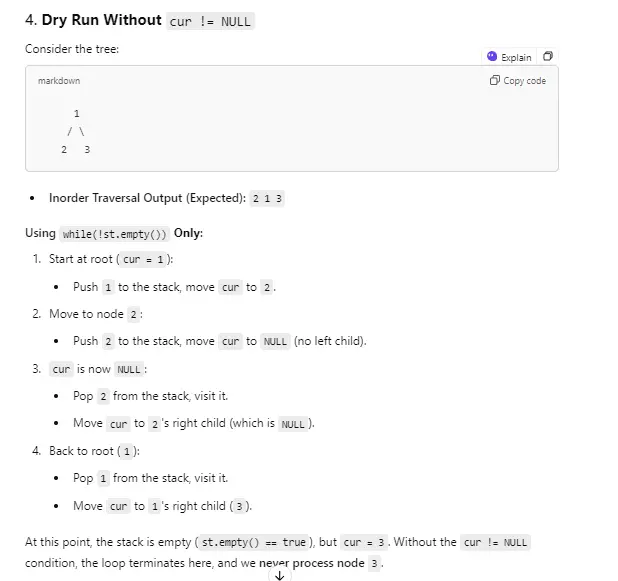 4. Dry Run Without cur != NULL
Consider the tree:
Explain
markdown
Copy code
1
/ \
2 3
• Inorder Traversal Output (Expected): 2 1 3
Using while(!st.empty()) Only:
1. Start at root ( cur = 1 ):
• Push 1 to the stack, move cur to 2 .
2. Move to node 2 :
• Push 2 to the stack, move cur to NULL (no left child).
3. cur is now NULL :
• Pop 2 from the stack, visit it.
• Move cur to 2 's right child (which is NULL ).
4. Back to root ( 1 ):
• Pop 1 from the stack, visit it.
• Move cur to 1 's right child ( 3 ).
At this point, the stack is empty ( st.empty() == true ), but cur = 3 . Without the cur != NULL
condition, the loop terminates here, and we never process node 3 .